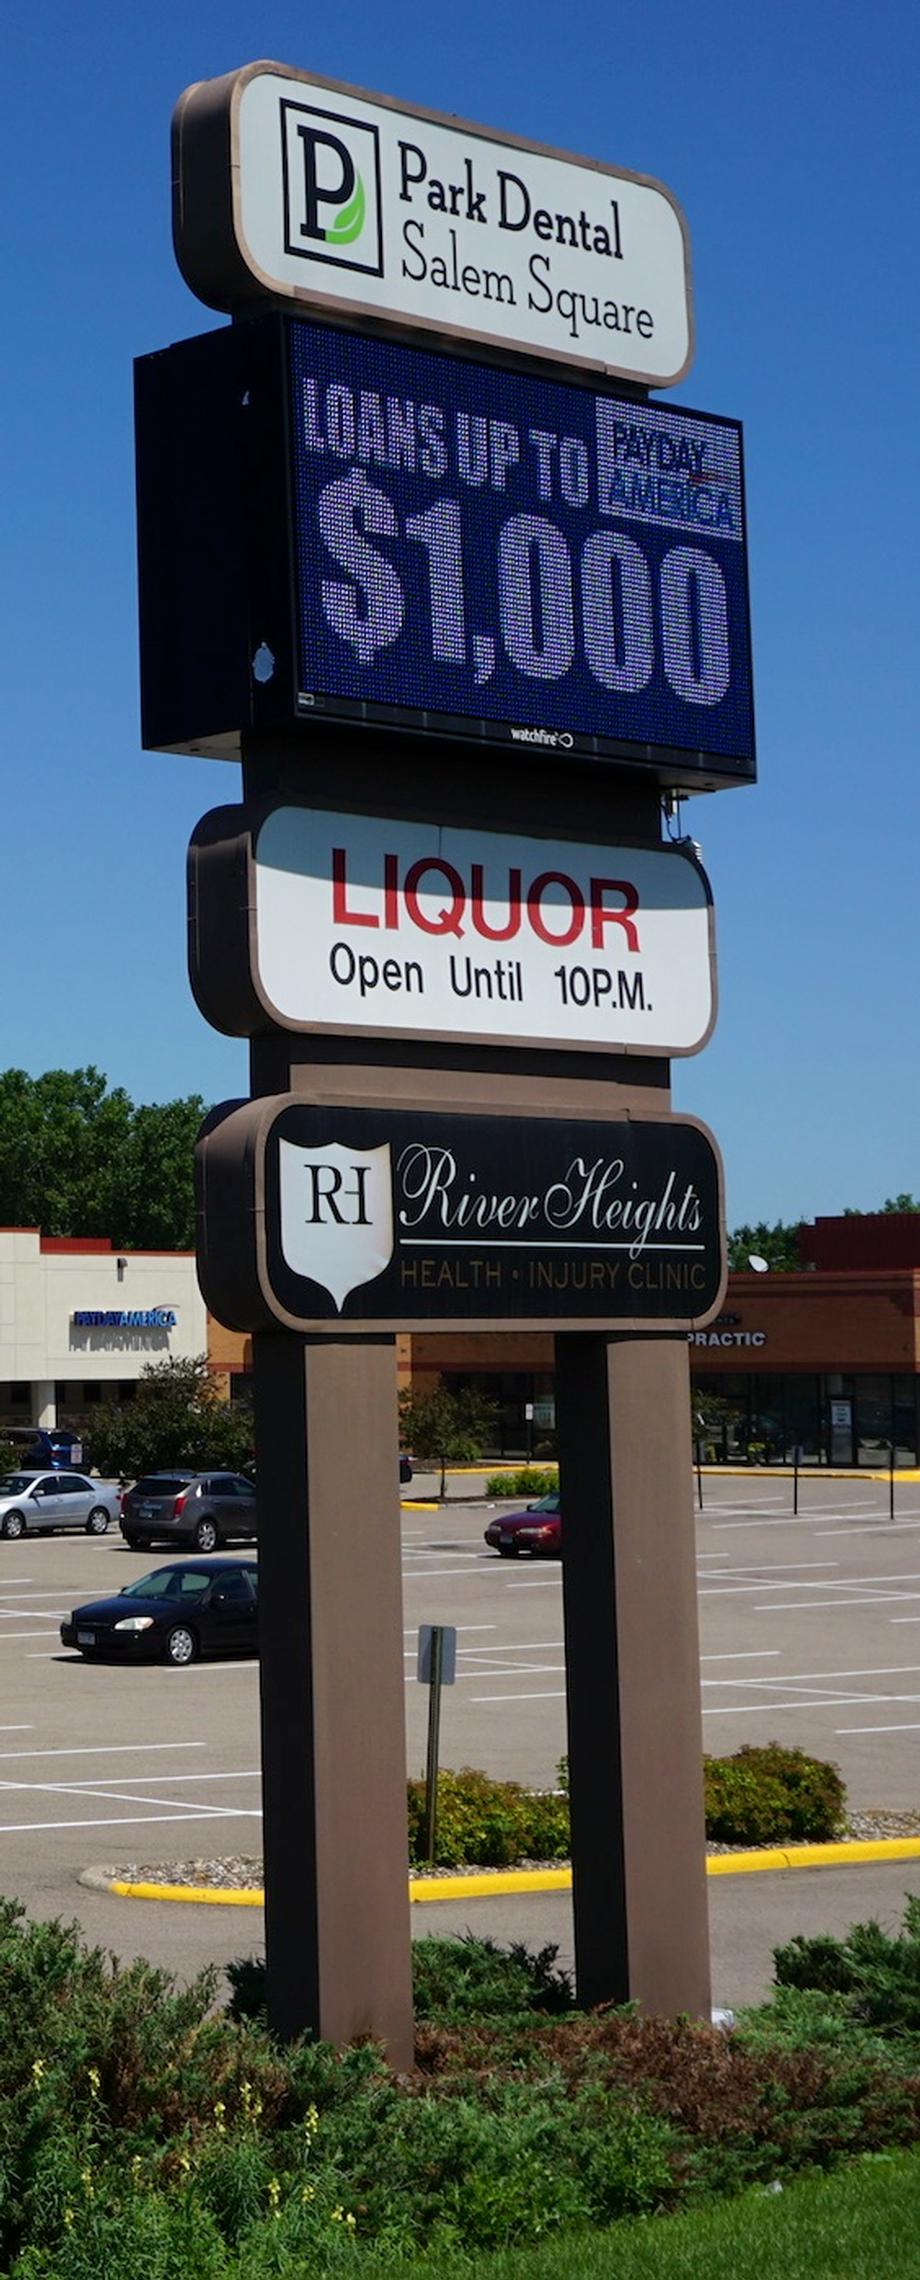 P
Park Dental
Salem Square
LOANS UP TO
PAYDAY
AMERICA
$1,000
watchfire
LIQUOR
Open Until 10P.M.
RH
River Heights
HEALTH • INJURY CLINIC
PAYDAYAMERICA
PRACTIC